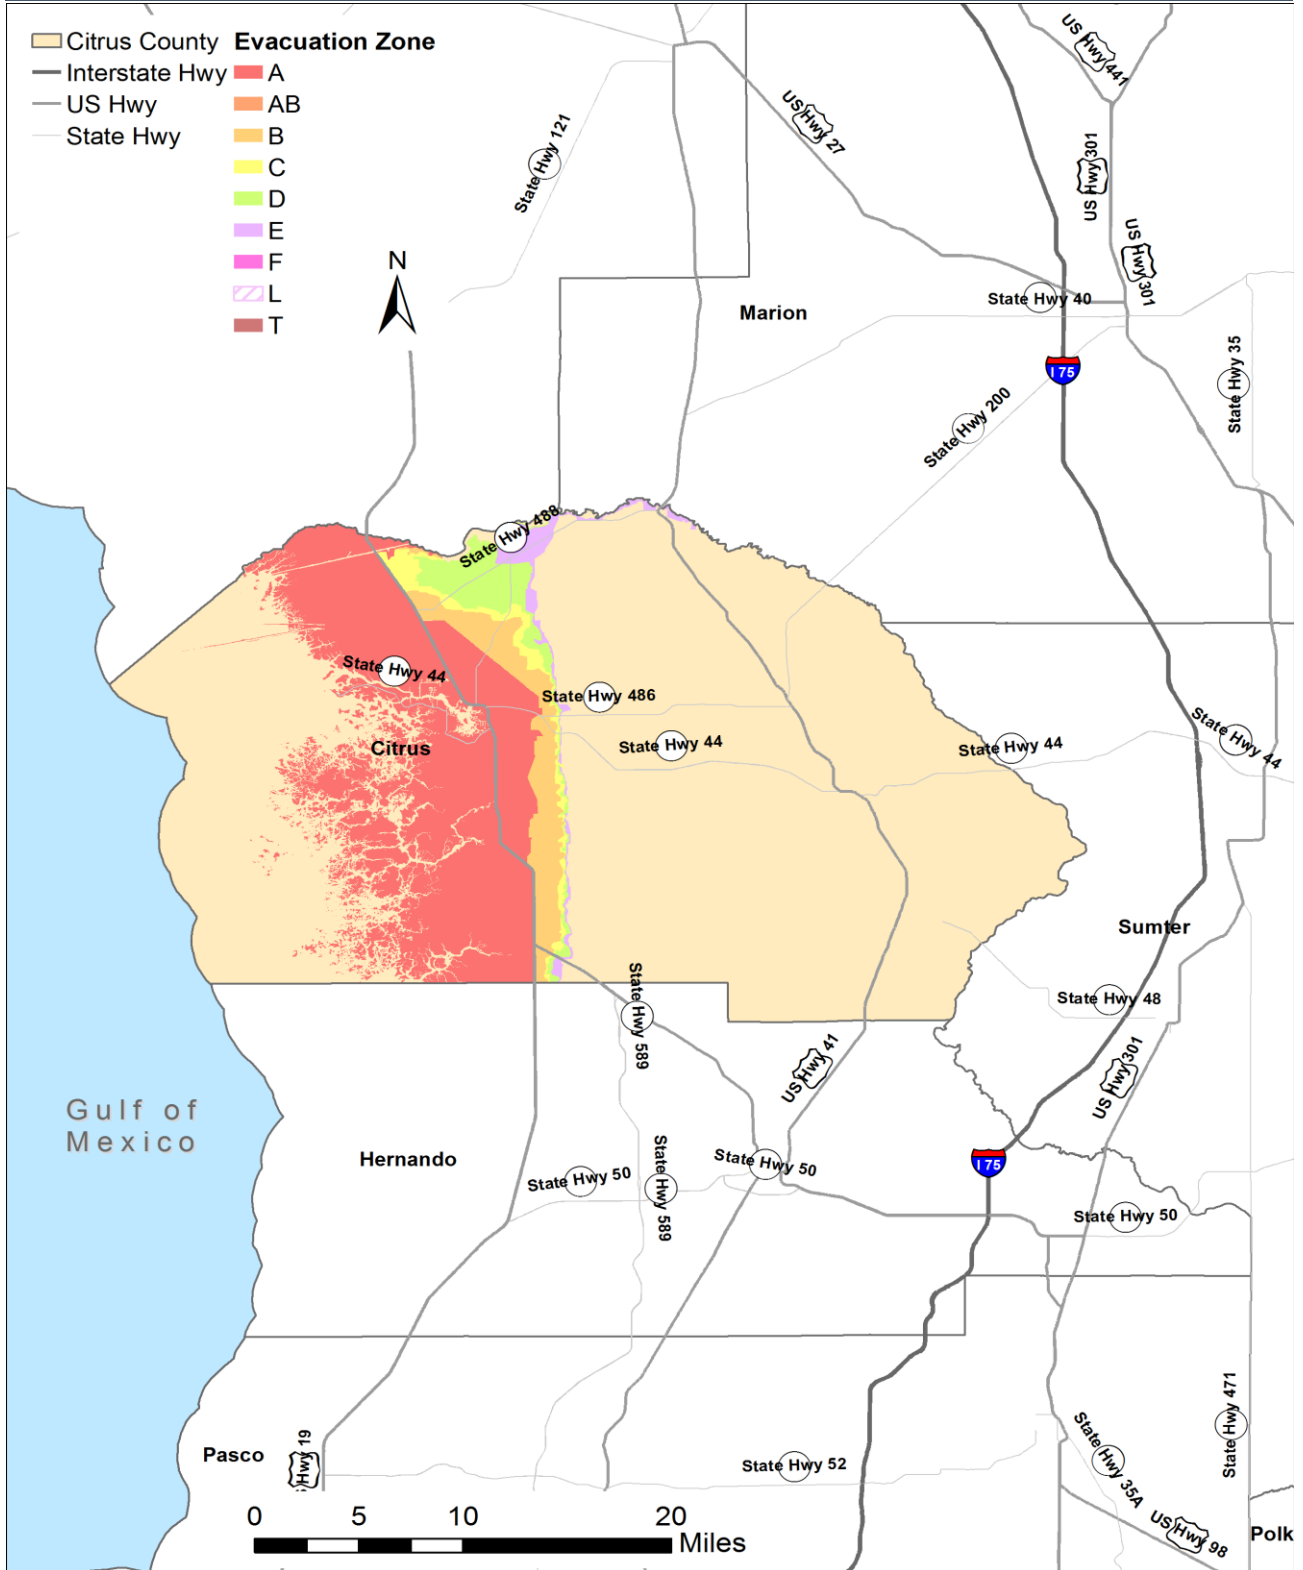 Citrus County
Interstate Hwy
US Hwy
State Hwy
Evacuation Zone
A
AB
B
C
D
E
F
L
T
N
US Hwy 441
US Hwy 27
US Hwy 301
State Hwy 121
US Hwy 301
State Hwy 40
Marion
I 75
State Hwy 35
State Hwy 200
State Hwy 488
State Hwy 44
State Hwy 486
Citrus
State Hwy 44
State Hwy 44
State Hwy 44
Sumter
State Hwy 48
State Hwy 589
US Hwy 41
US Hwy 301
Gulf of
Mexico
Hernando
State Hwy 50
State Hwy 589
State Hwy 50
I 75
State Hwy 50
Pasco
Hwy 19
State Hwy 52
State Hwy 35A
State Hwy 471
US Hwy 98
Polk
0 5 10 20
Miles